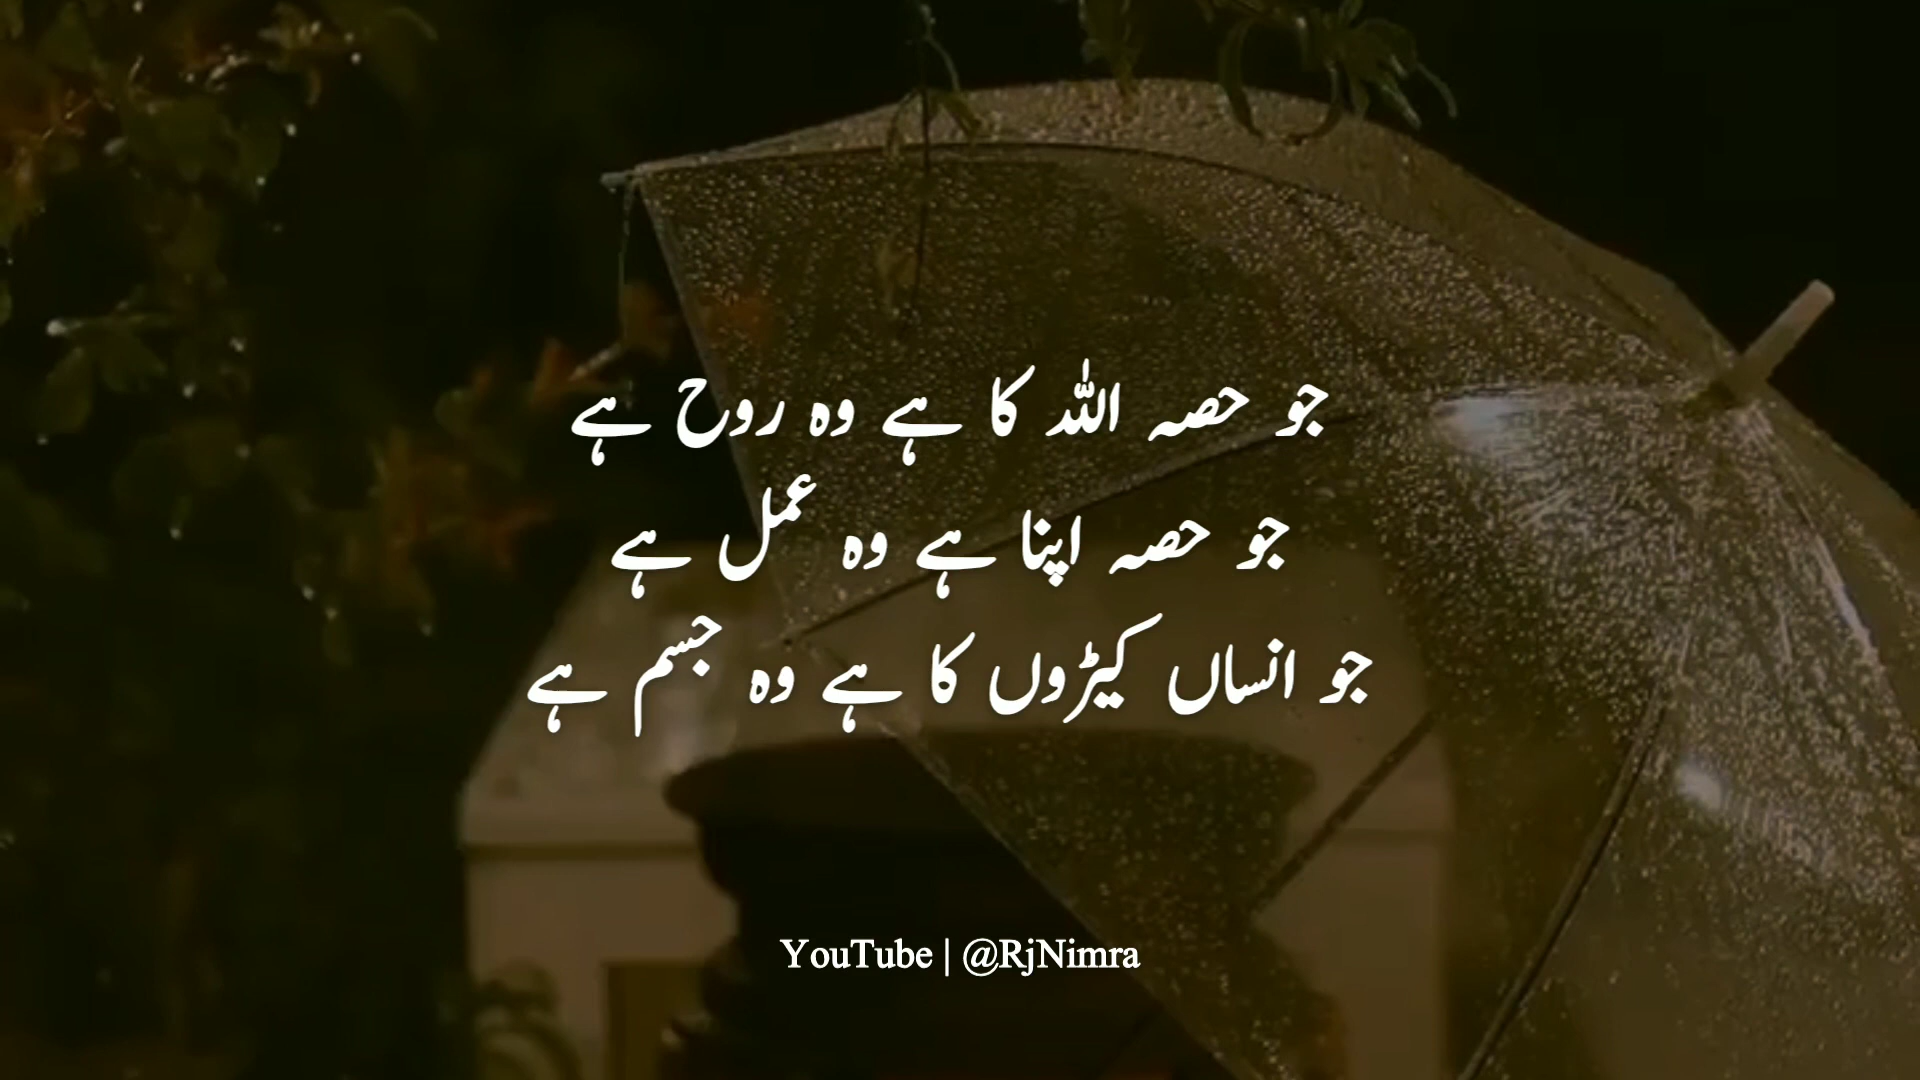 جو حصہ اللہ کا ہے وہ روح ہے
جو حصہ اپنا ہے وہ عمل ہے
جو انساں کیڑوں کا ہے وہ جسم ہے
YouTube | @RjNimra